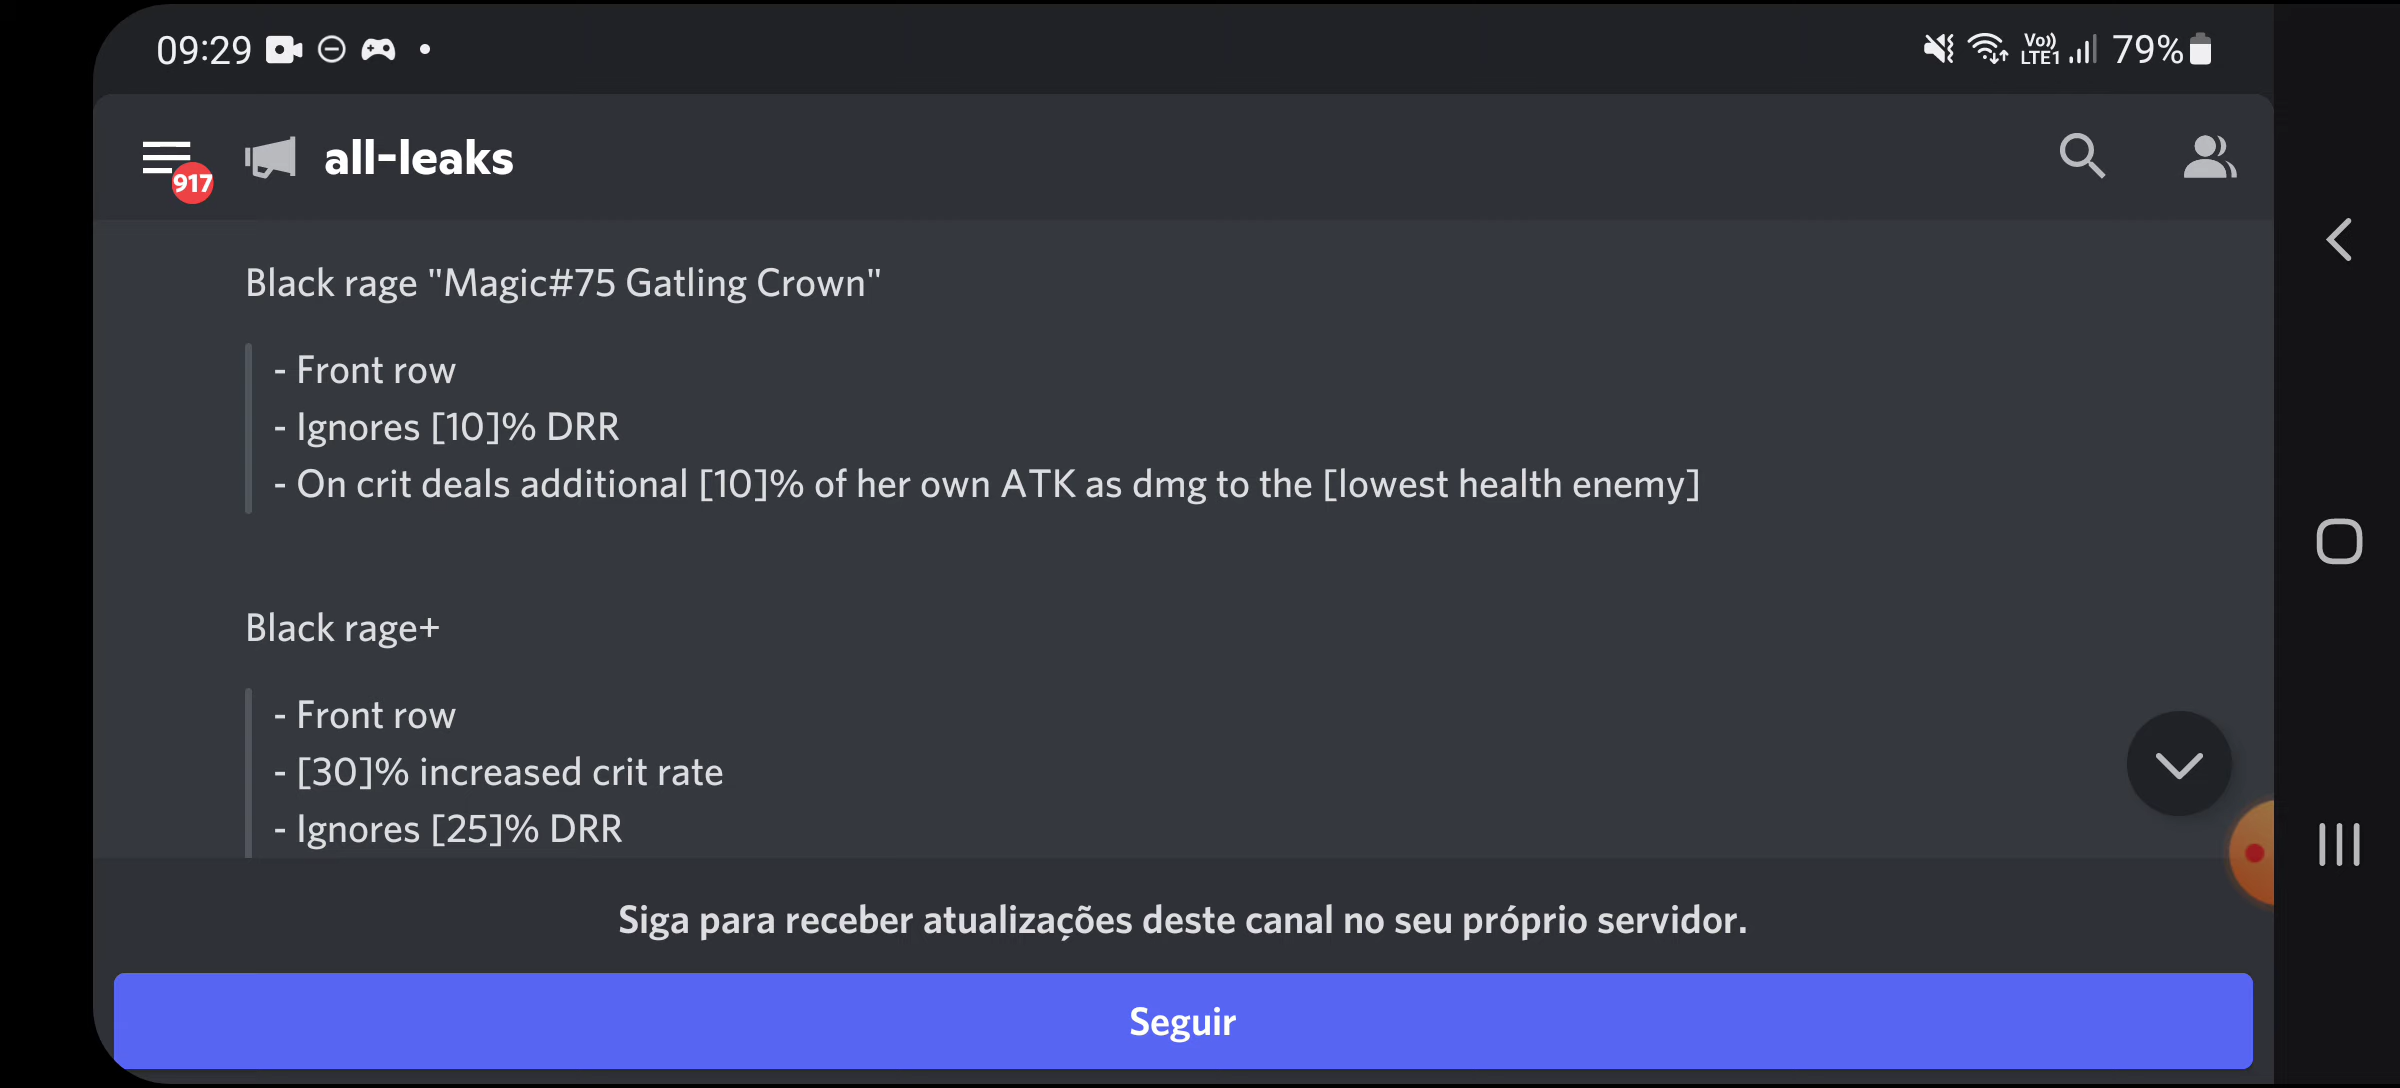 09:29
Vo))
LTE1
79%
917
all-leaks
Black rage "Magic#75 Gatling Crown"
- Front row
- Ignores [10]% DRR
- On crit deals additional [10]% of her own ATK as dmg to the [lowest health enemy]
Black rage+
- Front row
- [30]% increased crit rate
- Ignores [25]% DRR
Siga para receber atualizações deste canal no seu próprio servidor.
Seguir